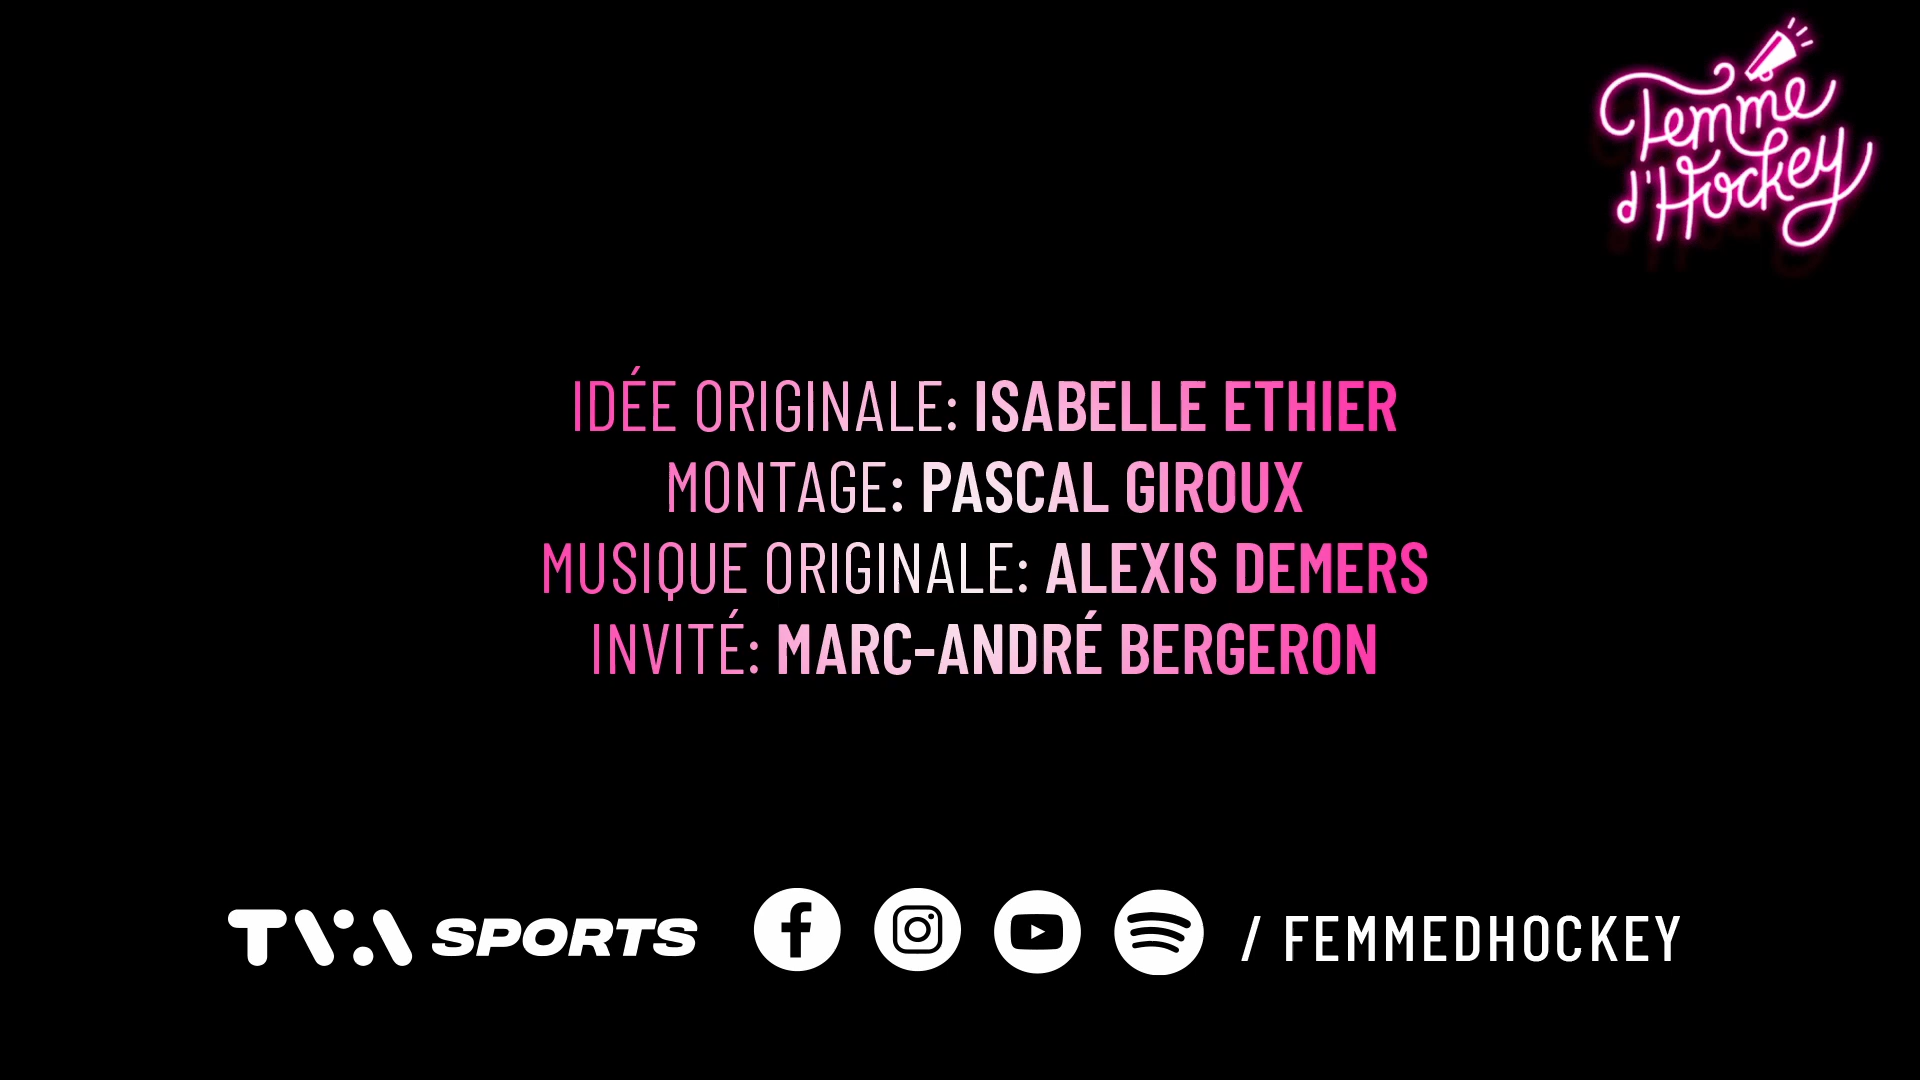 Femme
d'Hockey
IDÉE ORIGINALE: ISABELLE ETHIER
MONTAGE: PASCAL GIROUX
MUSIQUE ORIGINALE: ALEXIS DEMERS
INVITÉ: MARC-ANDRÉ BERGERON
TVA SPORTS / FEMMEDHOCKEY